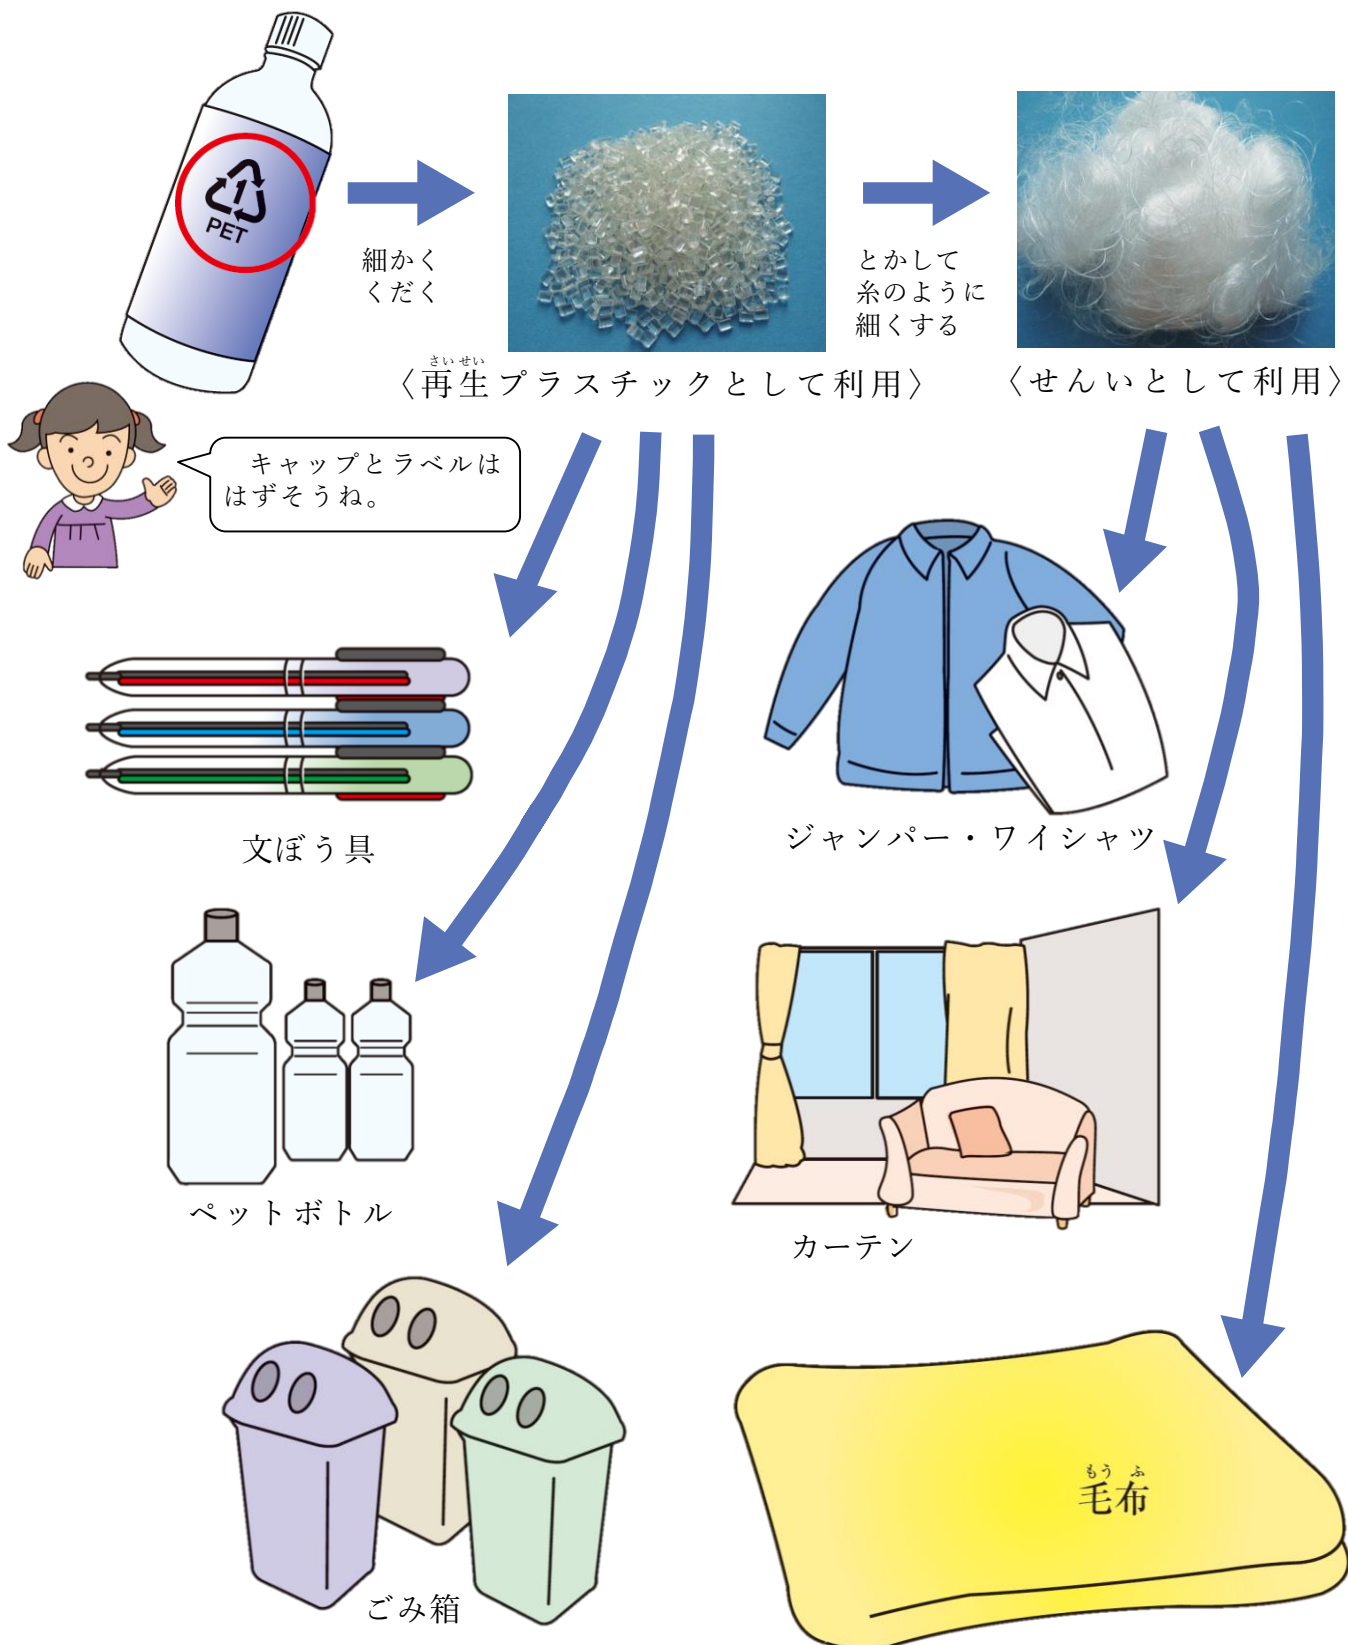 1
PET
細かく
くだく
とかして
糸のように
細くする
さいせい
〈再生プラスチックとして利用〉
〈せんいとして利用〉
キャップとラベルは
はずそうね。
文ぼう具
ジャンパー・ワイシャツ
ペットボトル
カーテン
もう ふ
毛布
ごみ箱